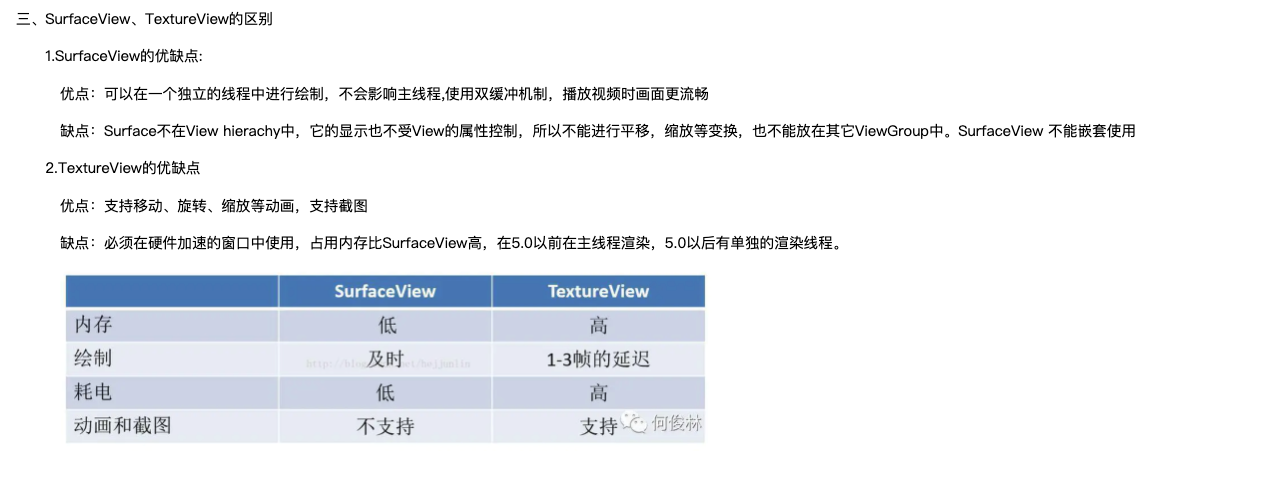 三、SurfaceView、TextureView的区别
1.SurfaceView的优缺点:
优点：可以在一个独立的线程中进行绘制，不会影响主线程,使用双缓冲机制，播放视频时画面更流畅
缺点：Surface不在View hierachy中，它的显示也不受View的属性控制，所以不能进行平移，缩放等变换，也不能放在其它ViewGroup中。SurfaceView 不能嵌套使用
2.TextureView的优缺点
优点：支持移动、旋转、缩放等动画，支持截图
缺点：必须在硬件加速的窗口中使用，占用内存比SurfaceView高，在5.0以前在主线程渲染，5.0以后有单独的渲染线程。
SurfaceView TextureView
内存 低 高
绘制 及时 1-3帧的延迟
耗电 低 高
动画和截图 不支持 支持
何俊林